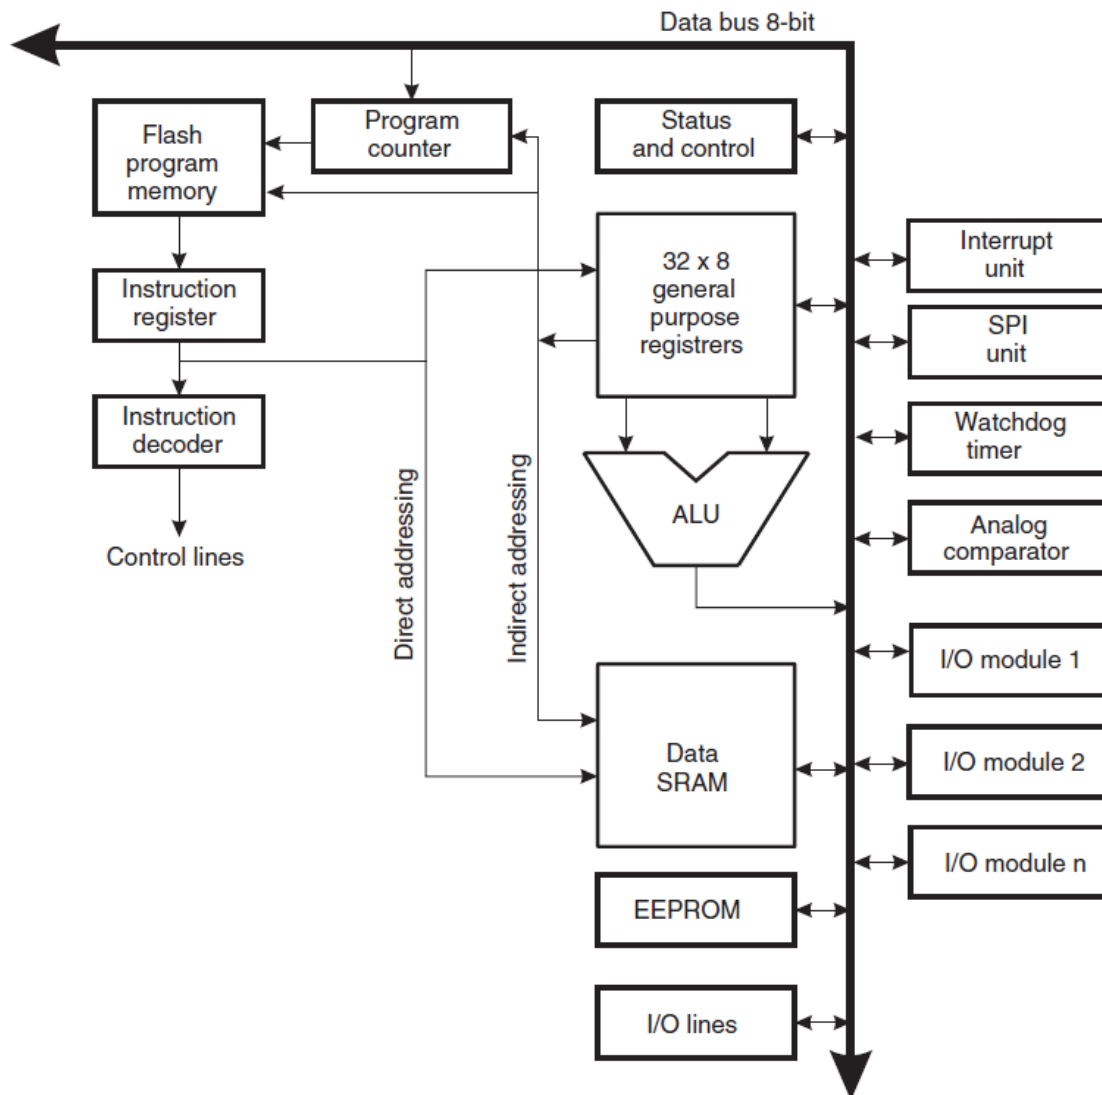 Data bus 8-bit
Flash
program
memory
Program
counter
Status
and control
Instruction
register
32 x 8
general
purpose
registrers
Interrupt
unit
SPI
unit
Instruction
decoder
Watchdog
timer
Control lines
Direct addressing
Indirect addressing
ALU
Analog
comparator
I/O module 1
Data
SRAM
I/O module 2
I/O module n
EEPROM
I/O lines